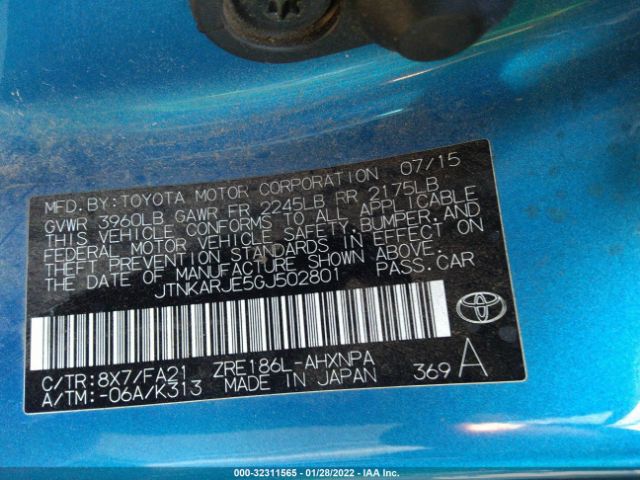 MFD.BY:TOYOTA MOTOR CORPORATION 07/15
GVWR 3960LB GAWR FR 2245LB RR 2175LB
THIS VEHICLE CONFORMS TO ALL APPLICABLE
FEDERAL MOTOR VEHICLE SAFETY,BUMPER,AND
THEFT PREVENTION STANDARDS IN EFFECT ON
THE DATE OF MANUFACTURE SHOWN ABOVE.
JTNKARJE5GJ502801 PASS.CAR
C/TR:8X7/FA21 ZRE186L-AHXNPA
A/TM:-06A/K313 MADE IN JAPAN 369 A
000-32311565 | 01/28/2022 | IAA Inc.